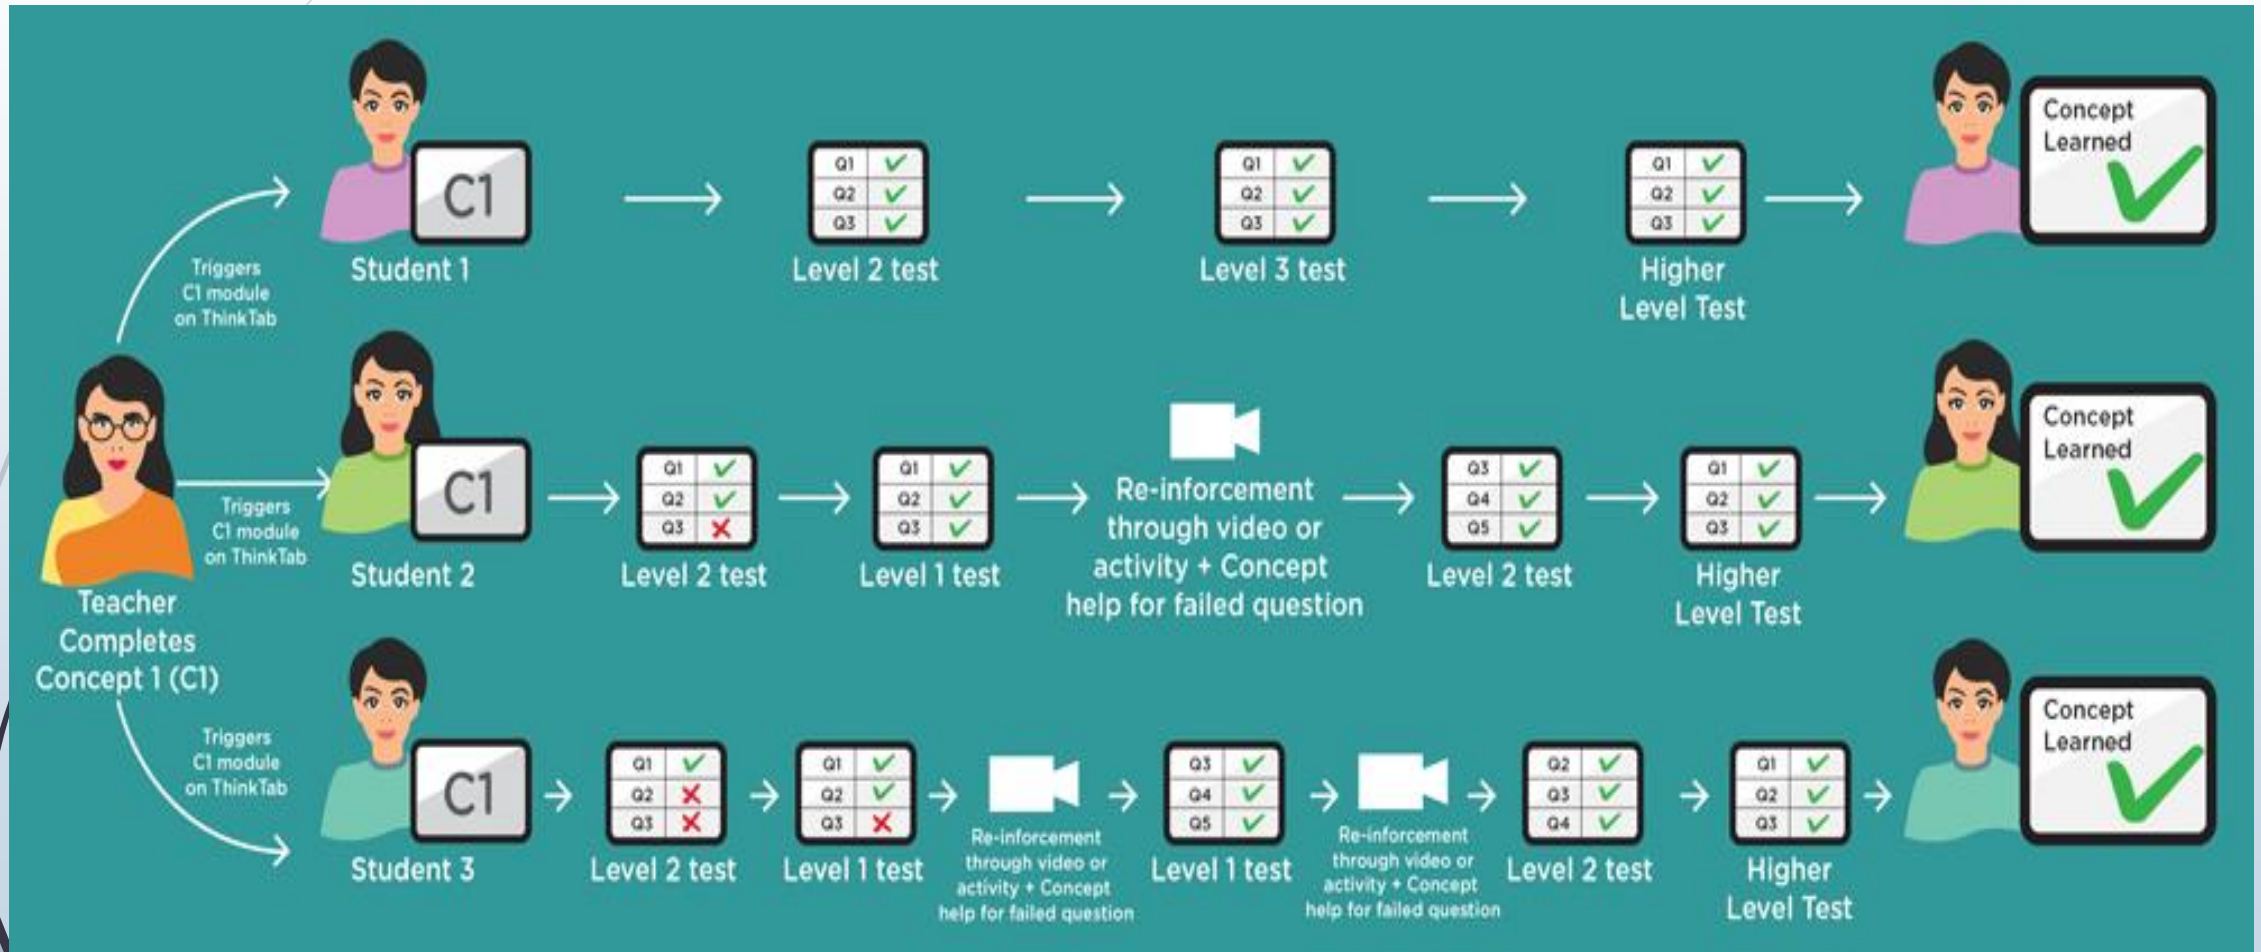 Teacher
Completes
Concept 1 (C1)
Triggers
C1 module
on ThinkTab
C1
Student 1
Q1
Q2
Q3
Level 2 test
Q1
Q2
Q3
Level 3 test
Q1
Q2
Q3
Higher
Level Test
Concept
Learned
Triggers
C1 module
on ThinkTab
C1
Student 2
Q1
Q2
Q3
Level 2 test
Q1
Q2
Q3
Level 1 test
Re-inforcement
through video or
activity + Concept
help for failed question
Q3
Q4
Q5
Level 2 test
Q1
Q2
Q3
Higher
Level Test
Concept
Learned
Triggers
C1 module
on ThinkTab
C1
Student 3
Q1
Q2
Q3
Level 2 test
Q1
Q2
Q3
Level 1 test
Re-inforcement
through video or
activity + Concept
help for failed question
Q3
Q4
Q5
Level 1 test
Re-inforcement
through video or
activity + Concept
help for failed question
Q2
Q3
Q4
Level 2 test
Q1
Q2
Q3
Higher
Level Test
Concept
Learned